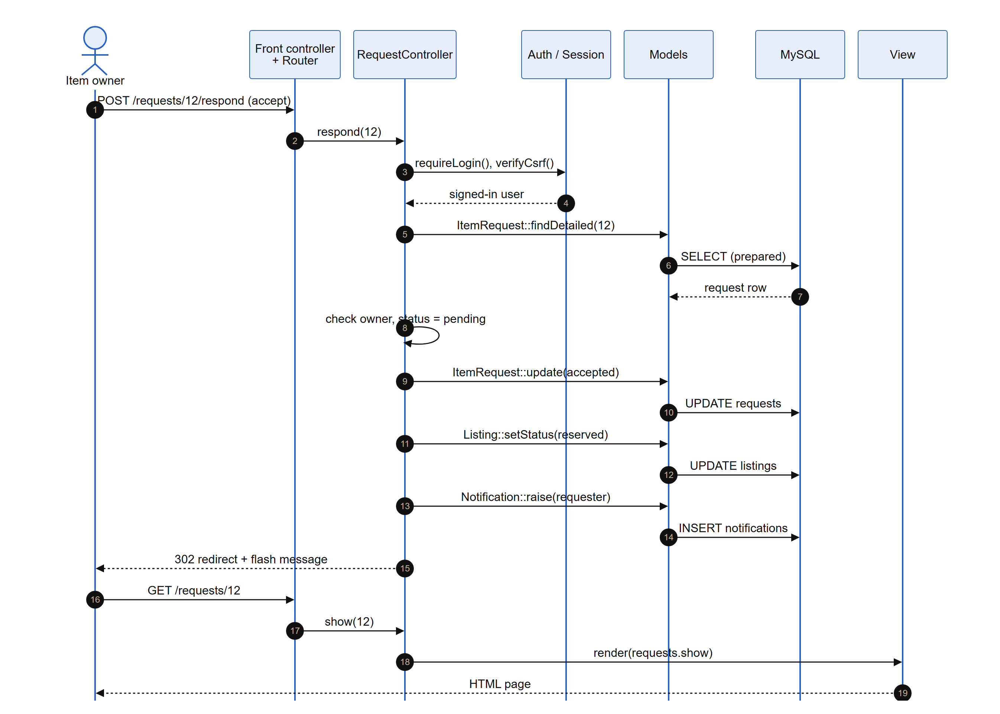 Item owner
Front controller
+ Router
RequestController
Auth / Session
Models
MySQL
View
POST /requests/12/respond (accept)
1
respond(12)
2
requireLogin(), verifyCsrf()
3
signed-in user
4
ItemRequest::findDetailed(12)
5
SELECT (prepared)
6
request row
7
check owner, status = pending
8
ItemRequest::update(accepted)
9
UPDATE requests
10
Listing::setStatus(reserved)
11
UPDATE listings
12
Notification::raise(requester)
13
INSERT notifications
14
302 redirect + flash message
15
GET /requests/12
16
show(12)
17
render(requests.show)
18
HTML page
19